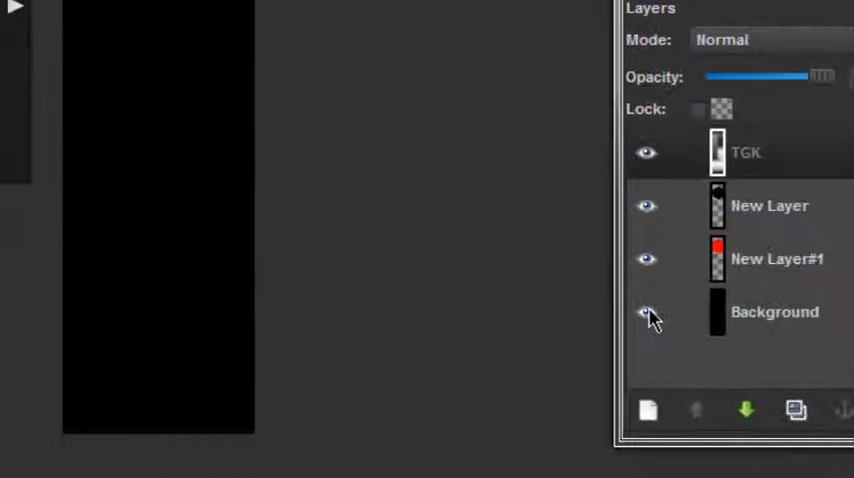 Layers
Mode: Normal
Opacity:
Lock:
TGK
New Layer
New Layer#1
Background